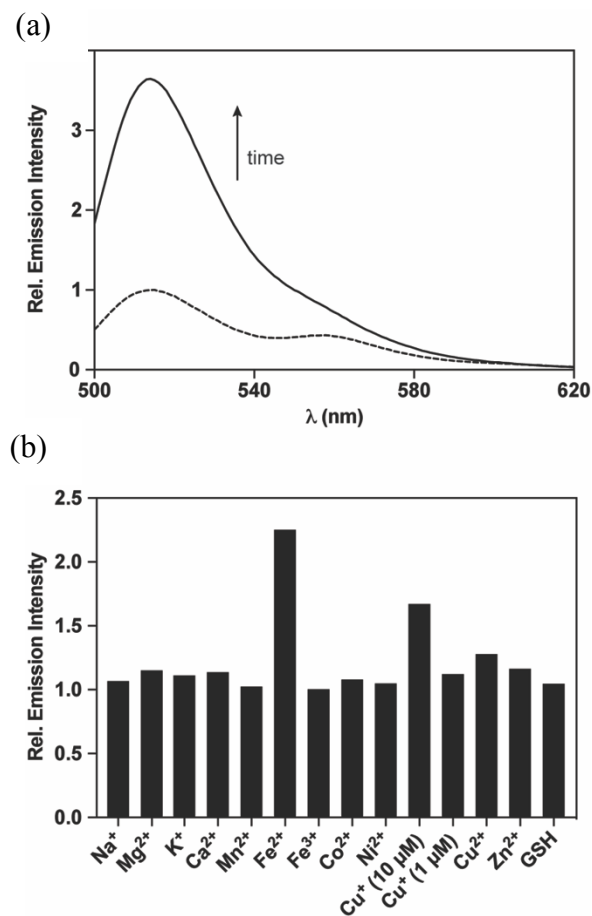 (a)
Rel. Emission Intensity
3
2
1
0
time
500
540
580
620
λ (nm)
(b)
Rel. Emission Intensity
2.5
2.0
1.5
1.0
0.5
0.0
Na⁺
Mg²⁺
K⁺
Ca²⁺
Mn²⁺
Fe²⁺
Fe³⁺
Co²⁺
Ni²⁺
Cu⁺ (10 μM)
Cu⁺ (1 μM)
Cu²⁺
Zn²⁺
GSH